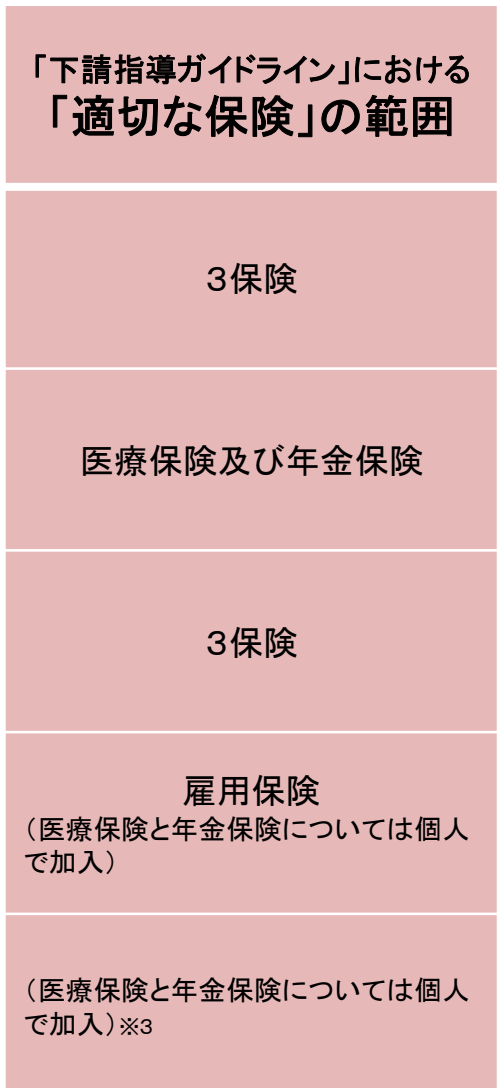 「下請指導ガイドライン」における
「適切な保険」の範囲
３保険
医療保険及び年金保険
３保険
雇用保険
（医療保険と年金保険については個人
で加入）
（医療保険と年金保険については個人
で加入）※3